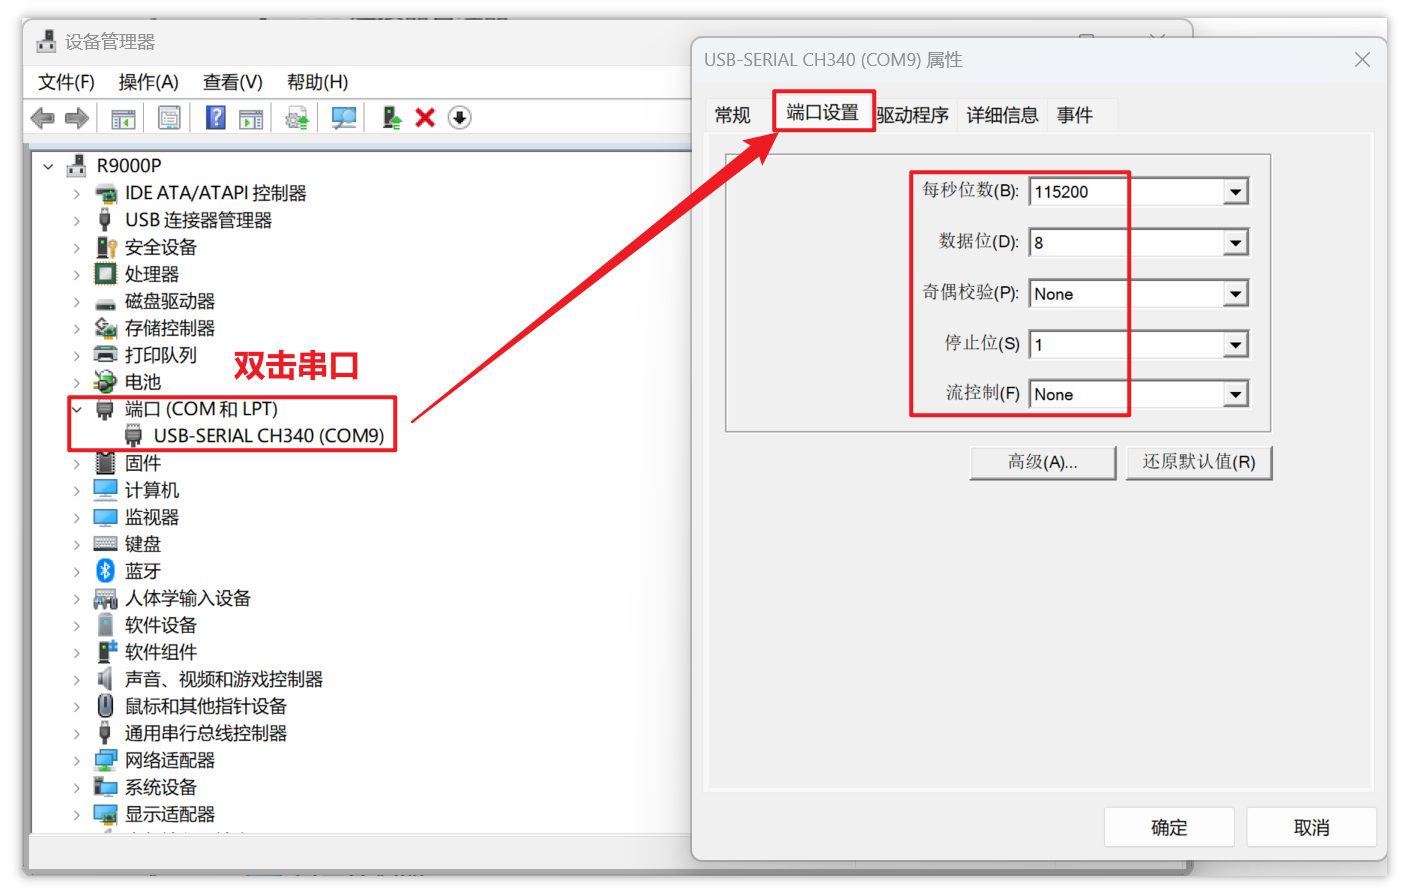 设备管理器
文件(F) 操作(A) 查看(V) 帮助(H)
R9000P
IDE ATA/ATAPI 控制器
USB 连接器管理器
安全设备
处理器
磁盘驱动器
存储控制器
打印队列
电池
双击串口
端口 (COM 和 LPT)
USB-SERIAL CH340 (COM9)
固件
计算机
监视器
键盘
蓝牙
人体学输入设备
软件设备
软件组件
声音、视频和游戏控制器
鼠标和其他指针设备
通用串行总线控制器
网络适配器
系统设备
显示适配器
USB-SERIAL CH340 (COM9) 属性
常规 端口设置 驱动程序 详细信息 事件
每秒位数(B): 115200
数据位(D): 8
奇偶校验(P): None
停止位(S) 1
流控制(F) None
高级(A)... 还原默认值(R)
确定 取消